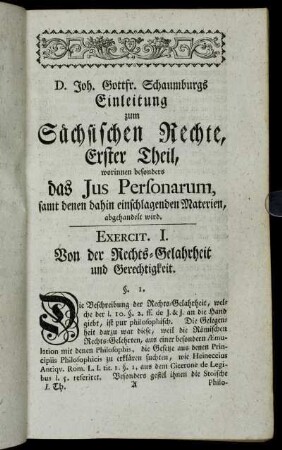 D. Joh. Gottfr. Schaumburgs
Einleitung
zum
Sächsischen Rechte,
Erster Theil,
worinnen besonders
das Jus Personarum,
samt denen dahin einschlagenden Materien,
abgehandelt wird.
EXERCIT. I.
Von der Rechts-Gelahrheit
und Gerechtigkeit.
§. 1.
Die Beschreibung der Rechts-Gelahrheit, wel-
che der l. 10. §. 2. ff. de J. & J. an die Hand
giebt, ist pur philosophisch. Die Gelegen-
heit darzu war diese, weil die Römischen
Rechts-Gelehrten, aus einer besondern Æmu-
lation mit denen Philosophis, die Gesetze aus denen Prin-
cipiis Philosophicis zu erklären suchten, wie Heineccius
Antiqv. Rom. L. I. tit. 1. §. 1. aus dem Cicerone de Legi-
bus l. 5. referiret. Besonders gefiel ihnen die Stoische
I. Th. A Philo-